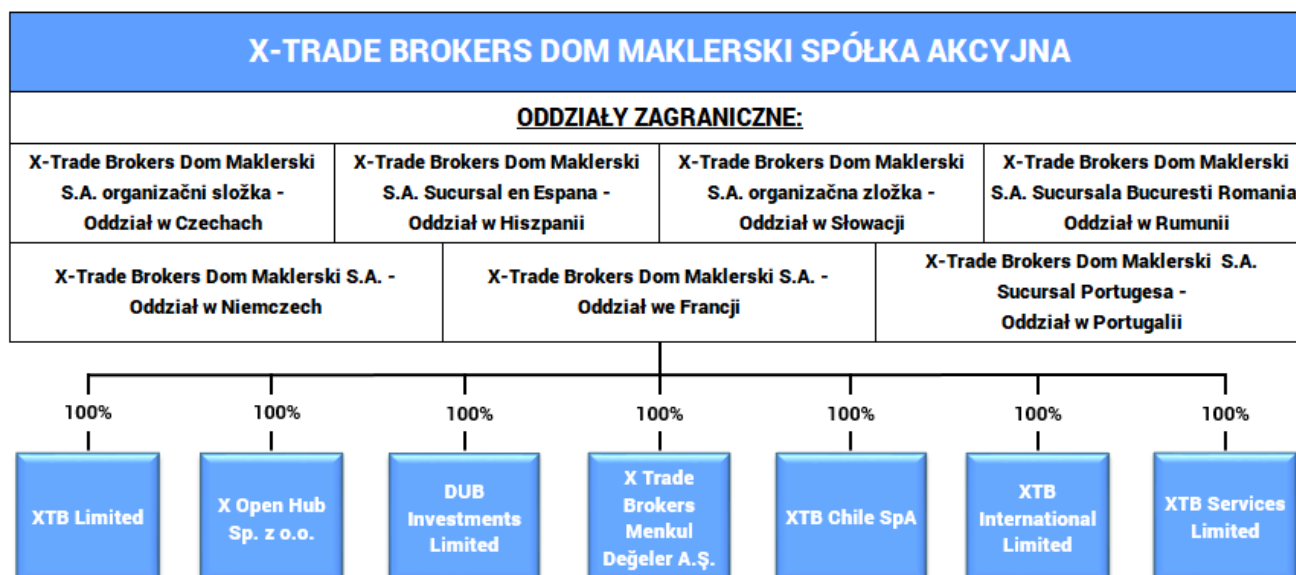 X-TRADE BROKERS DOM MAKLERSKI SPÓŁKA AKCYJNA
ODDZIAŁY ZAGRANICZNE:
X-Trade Brokers Dom Maklerski
S.A. organizačni složka -
Oddział w Czechach
X-Trade Brokers Dom Maklerski
S.A. Sucursal en Espana -
Oddział w Hiszpanii
X-Trade Brokers Dom Maklerski
S.A. organizačna zložka -
Oddział w Słowacji
X-Trade Brokers Dom Maklerski
S.A. Sucursala Bucuresti Romania
Oddział w Rumunii
X-Trade Brokers Dom Maklerski S.A. -
Oddział w Niemczech
X-Trade Brokers Dom Maklerski S.A. -
Oddział we Francji
X-Trade Brokers Dom Maklerski S.A.
Sucursal Portugesa -
Oddział w Portugalii
100%
100%
100%
100%
100%
100%
100%
XTB Limited
X Open Hub
Sp. z o.o.
DUB
Investments
Limited
X Trade
Brokers
Menkul
Değeler A.Ş.
XTB Chile SpA
XTB
International
Limited
XTB Services
Limited